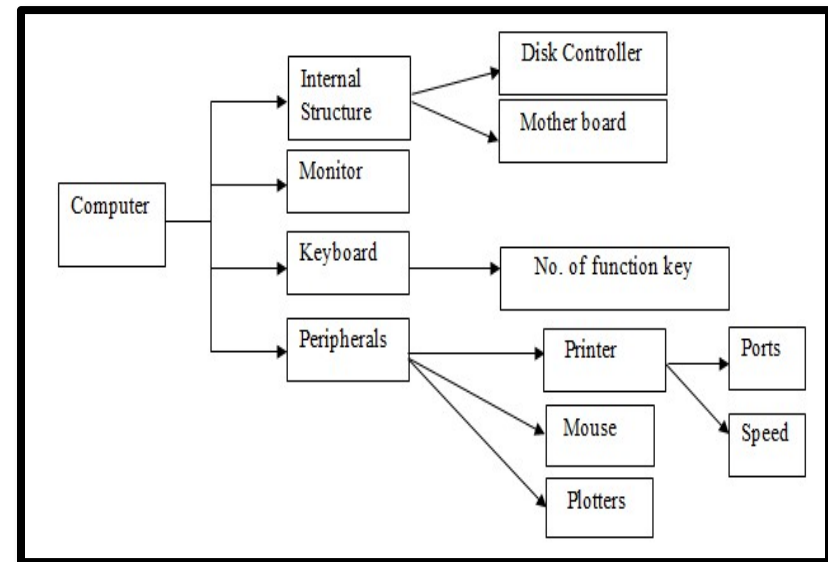 Computer
Internal
Structure
Disk Controller
Mother board
Monitor
Keyboard
No. of function key
Peripherals
Printer
Ports
Speed
Mouse
Plotters